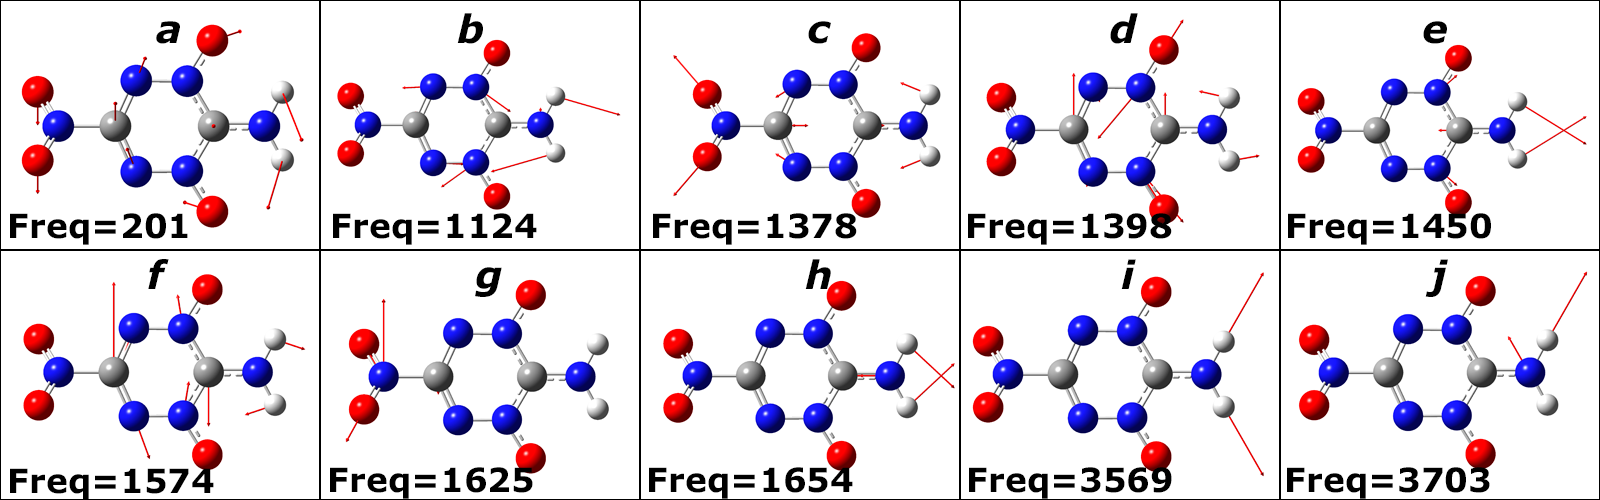 a
b
c
d
e
Freq=201
Freq=1124
Freq=1378
Freq=1398
Freq=1450
f
g
h
i
j
Freq=1574
Freq=1625
Freq=1654
Freq=3569
Freq=3703